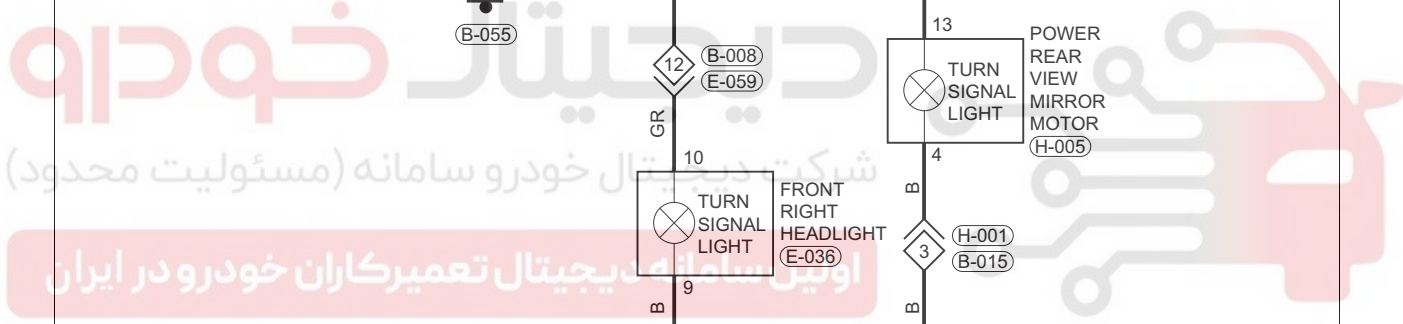 B-055
12
B-008
E-059
GR
10
TURN
SIGNAL
LIGHT
FRONT
RIGHT
HEADLIGHT
E-036
9
B
13
TURN
SIGNAL
LIGHT
POWER
REAR
VIEW
MIRROR
MOTOR
H-005
4
B
3
H-001
B-015
B
دیجیتال خودرو
شرکت دیجیتال خودرو سامانه (مسئولیت محدود)
اولین سامانه دیجیتال تعمیرکاران خودرو در ایران